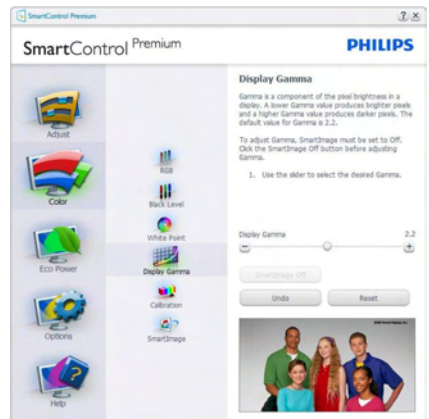 SmartControl Premium
SmartControl Premium
PHILIPS
Adjust
Color
Eco Power
Options
Help
RGB
Black Level
White Point
Display Gamma
Calibration
SmartImage
Display Gamma
Gamma is a component of the pixel brightness in a
display. A lower Gamma value produces brighter pixels
and a higher Gamma value produces darker pixels. The
default value for Gamma is 2.2.
To adjust Gamma, SmartImage must be set to Off.
Click the SmartImage Off button before adjusting
Gamma.
1. Use the slider to select the desired Gamma.
Display Gamma 2.2
SmartImage Off
Undo Reset